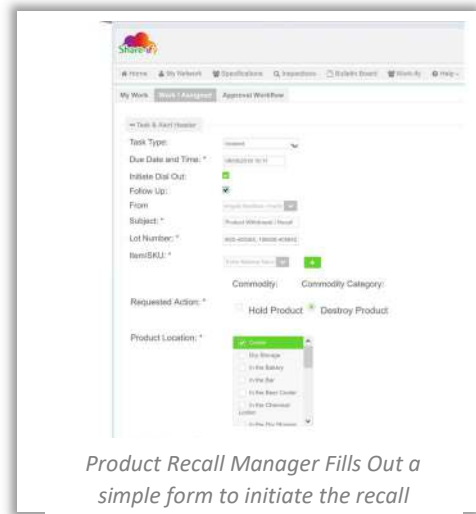 Share-ify
Home My Network Specifications Inspections Bulletin Board Work-ify Help
My Work Work I Assigned Approval Workflow
Task & Alert Header
Task Type:
Due Date and Time: *
Initiate Dial Out:
Follow Up:
From
Subject: * Product Withdrawal / Recall
Lot Number: *
Item/SKU: *
+
Commodity: Commodity Category:
Requested Action: * Hold Product Destroy Product
Product Location: * Cooler
Dry Storage
In the Bakery
In the Bar
In the Beer Cooler
In the Chemical
Locker
Product Recall Manager Fills Out a
simple form to initiate the recall